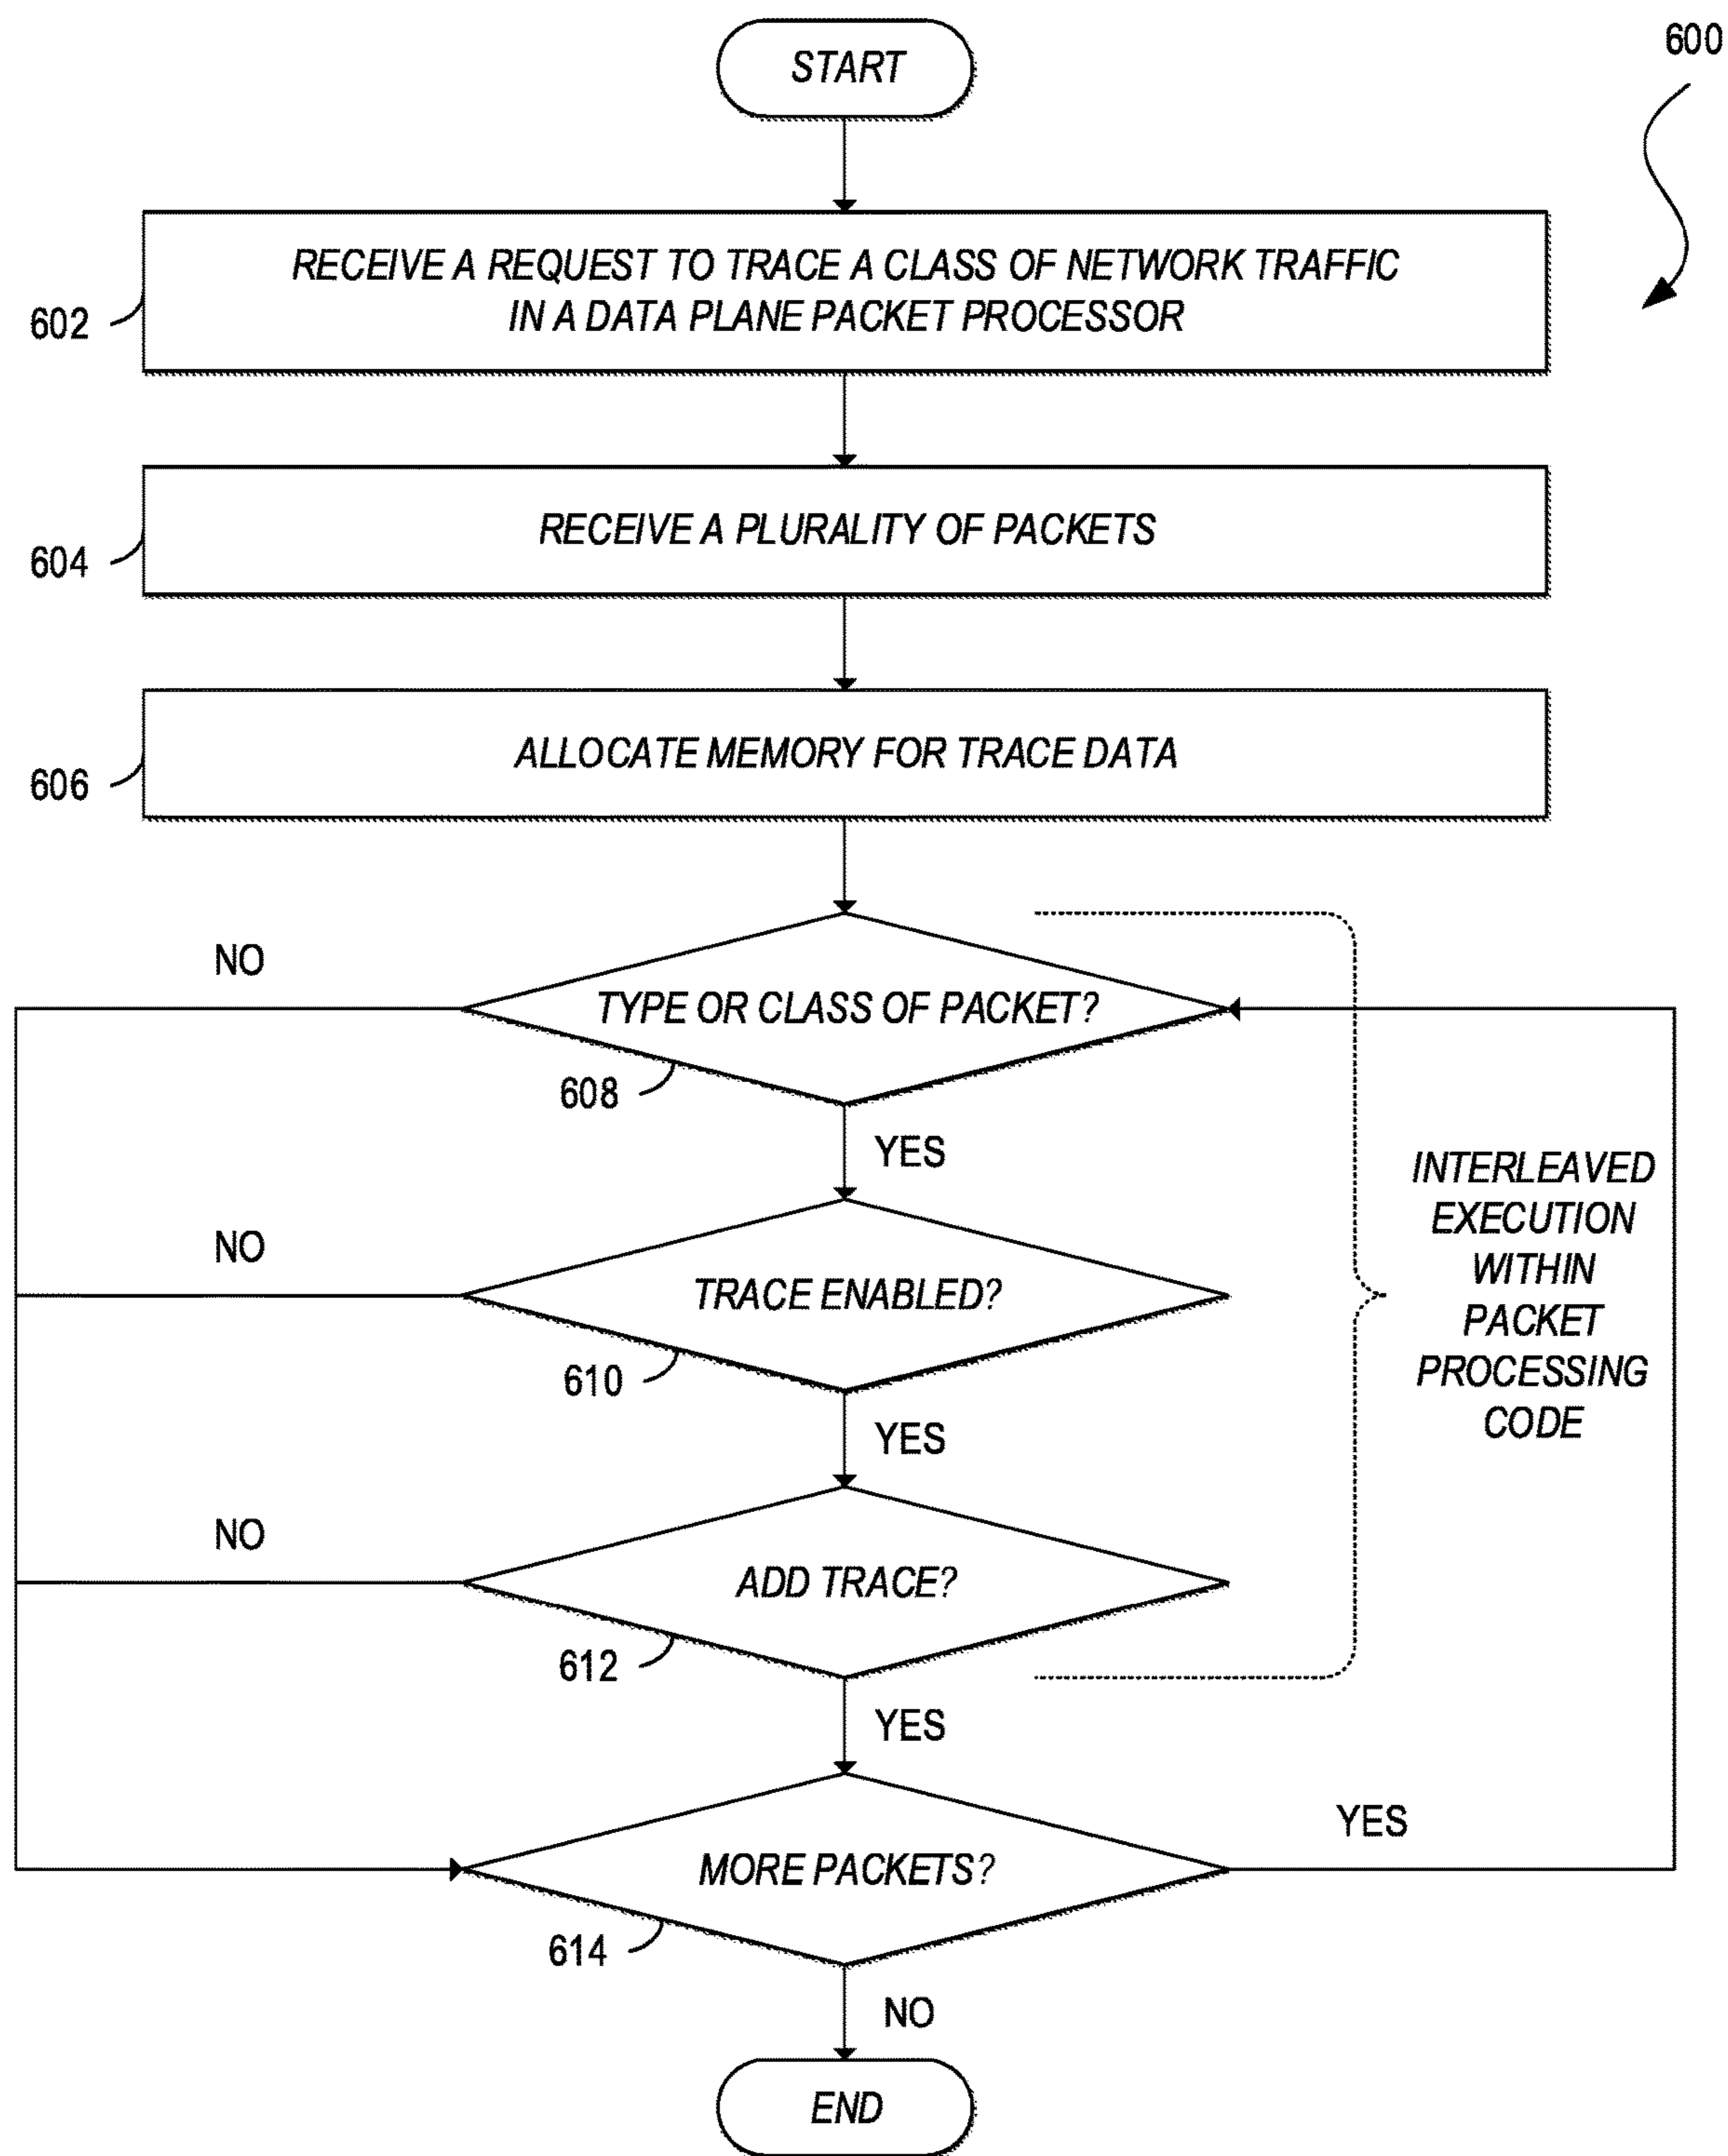 START
600
RECEIVE A REQUEST TO TRACE A CLASS OF NETWORK TRAFFIC
IN A DATA PLANE PACKET PROCESSOR
602
RECEIVE A PLURALITY OF PACKETS
604
ALLOCATE MEMORY FOR TRACE DATA
606
NO
TYPE OR CLASS OF PACKET?
608
YES
INTERLEAVED
EXECUTION
WITHIN
PACKET
PROCESSING
CODE
NO
TRACE ENABLED?
610
YES
NO
ADD TRACE?
612
YES
MORE PACKETS?
YES
614
NO
END